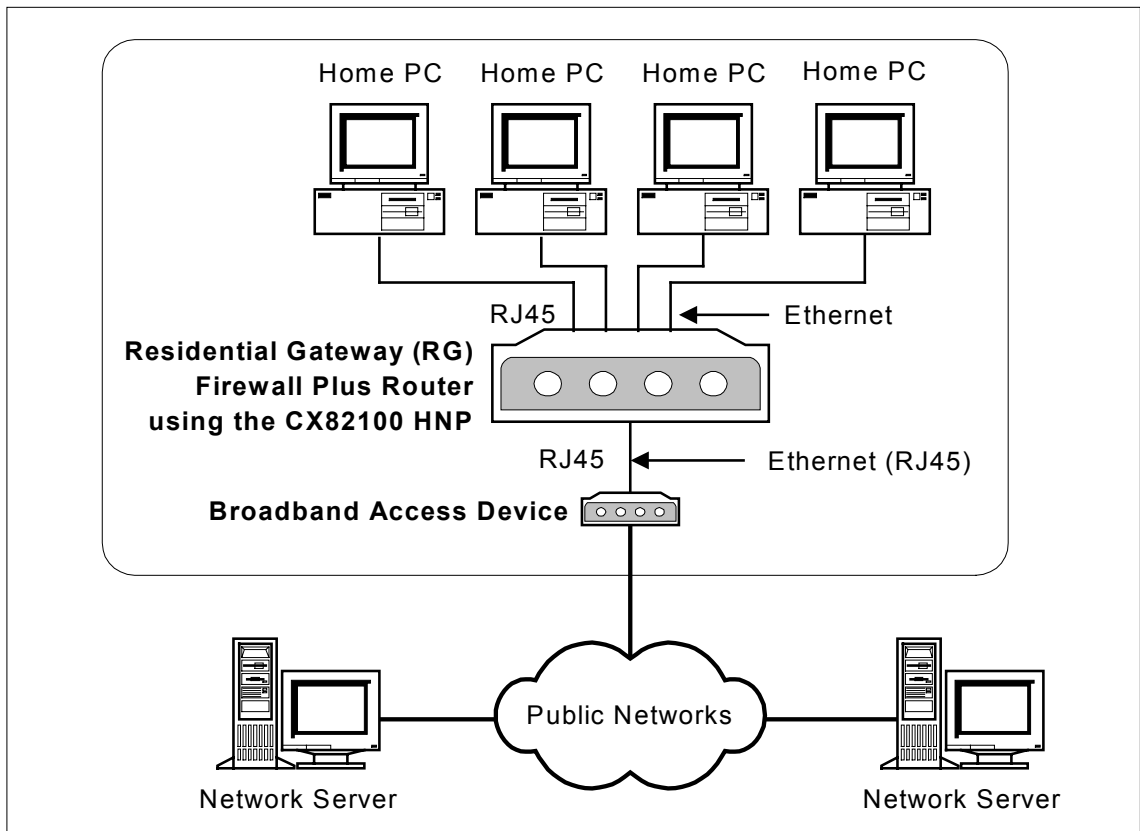 Home PC
Home PC
Home PC
Home PC
RJ45
Ethernet
Residential Gateway (RG)
Firewall Plus Router
using the CX82100 HNP
RJ45
Ethernet (RJ45)
Broadband Access Device
Public Networks
Network Server
Network Server